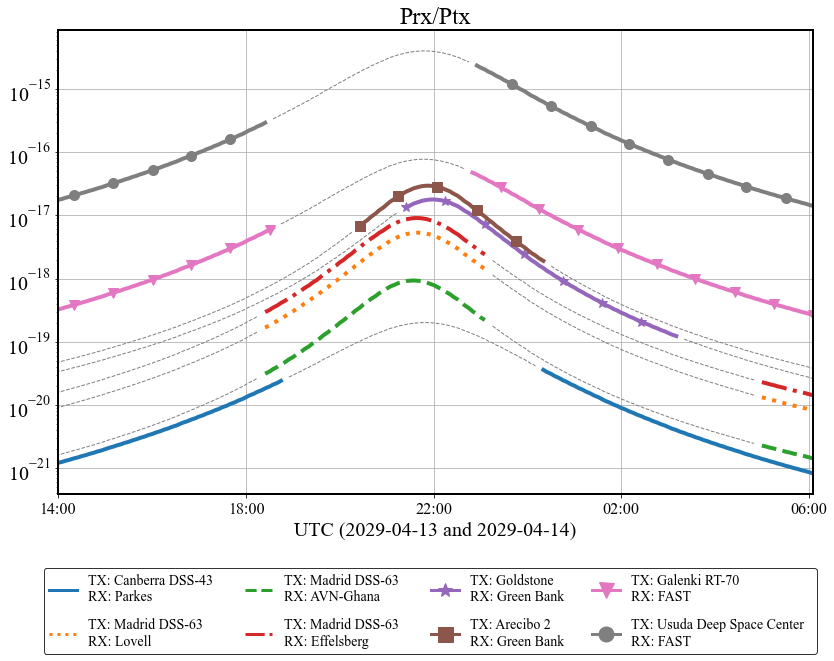 Prx/Ptx
10⁻¹⁵
10⁻¹⁶
10⁻¹⁷
10⁻¹⁸
10⁻¹⁹
10⁻²⁰
10⁻²¹
14:00 18:00 22:00 02:00 06:00
UTC (2029-04-13 and 2029-04-14)
TX: Canberra DSS-43
RX: Parkes
TX: Madrid DSS-63
RX: Lovell
TX: Madrid DSS-63
RX: AVN-Ghana
TX: Madrid DSS-63
RX: Effelsberg
TX: Goldstone
RX: Green Bank
TX: Arecibo 2
RX: Green Bank
TX: Galenki RT-70
RX: FAST
TX: Usuda Deep Space Center
RX: FAST